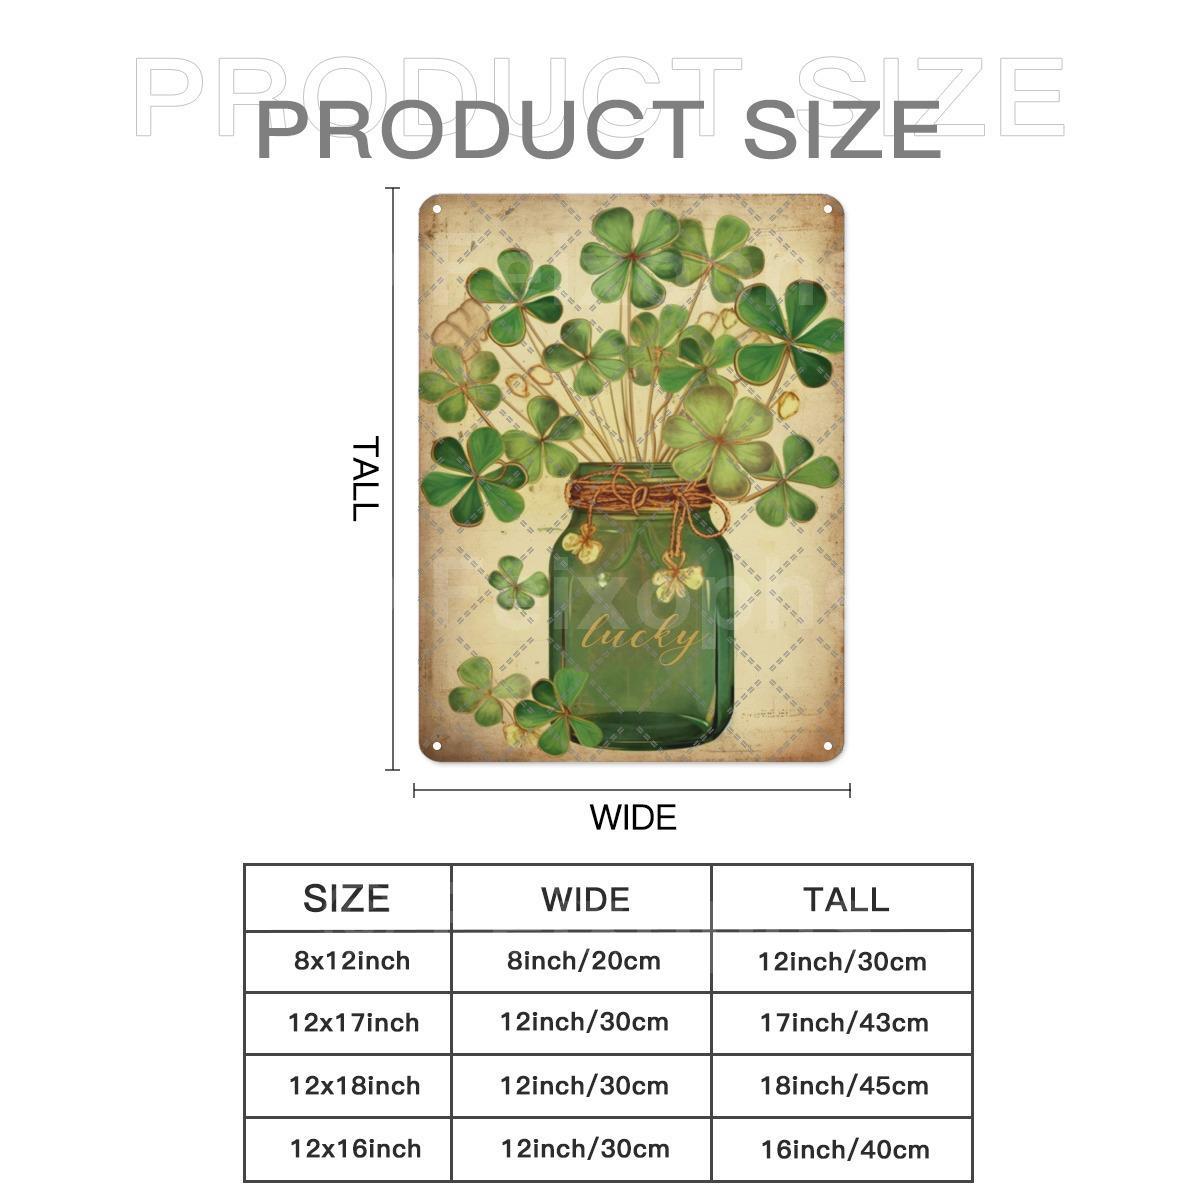 PRODUCT SIZE
PRODUCT SIZE
TALL
lucky
WIDE
SIZE WIDE TALL
8x12inch 8inch/20cm 12inch/30cm
12x17inch 12inch/30cm 17inch/43cm
12x18inch 12inch/30cm 18inch/45cm
12x16inch 12inch/30cm 16inch/40cm